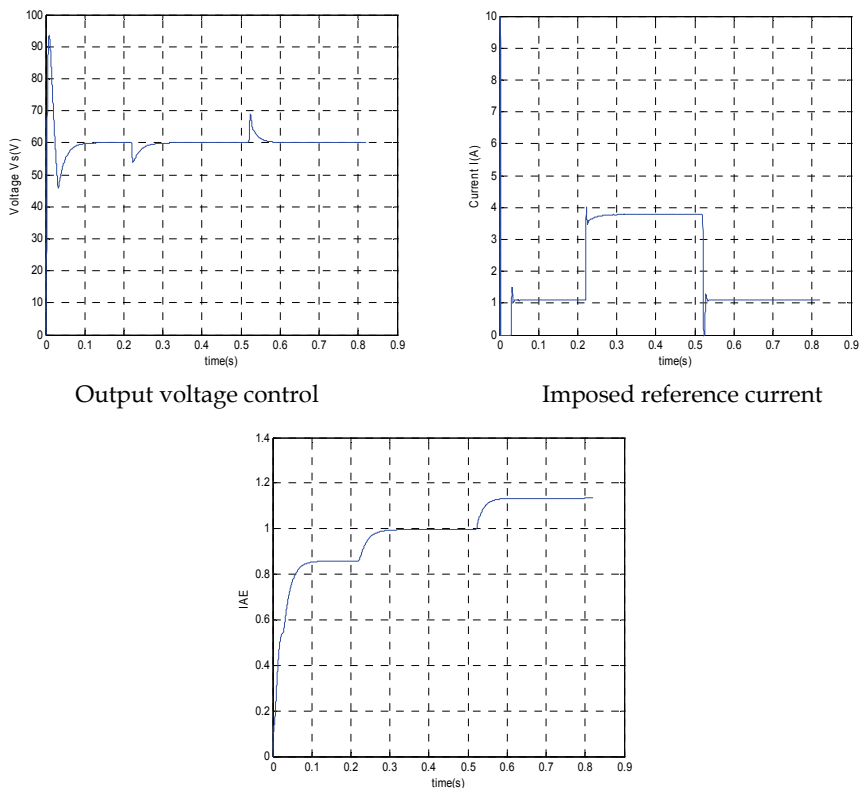 100
90
80
70
60
50
40
30
20
10
0
Voltage Vs(V)
0 0.1 0.2 0.3 0.4 0.5 0.6 0.7 0.8 0.9
time(s)
Output voltage control
10
9
8
7
6
5
4
3
2
1
0
Current I(A)
0 0.1 0.2 0.3 0.4 0.5 0.6 0.7 0.8 0.9
time(s)
Imposed reference current
1.4
1.2
1
0.8
0.6
0.4
0.2
0
IAE
0 0.1 0.2 0.3 0.4 0.5 0.6 0.7 0.8 0.9
time(s)